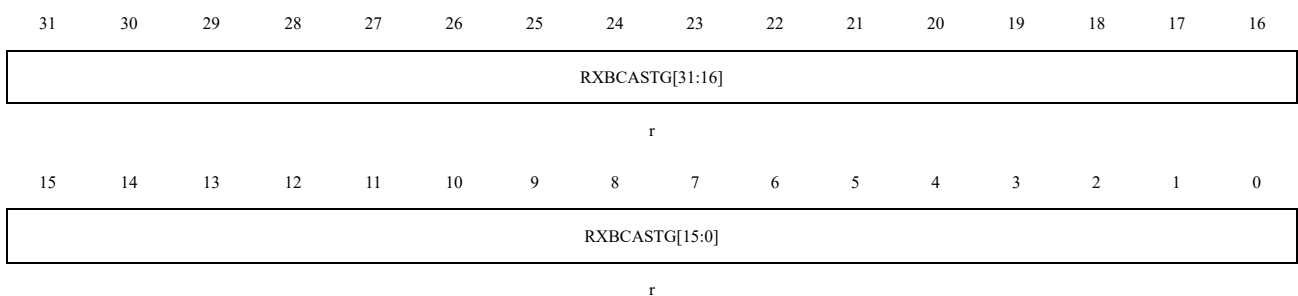 31 30 29 28 27 26 25 24 23 22 21 20 19 18 17 16
RXBCASTG[31:16]
r
15 14 13 12 11 10 9 8 7 6 5 4 3 2 1 0
RXBCASTG[15:0]
r